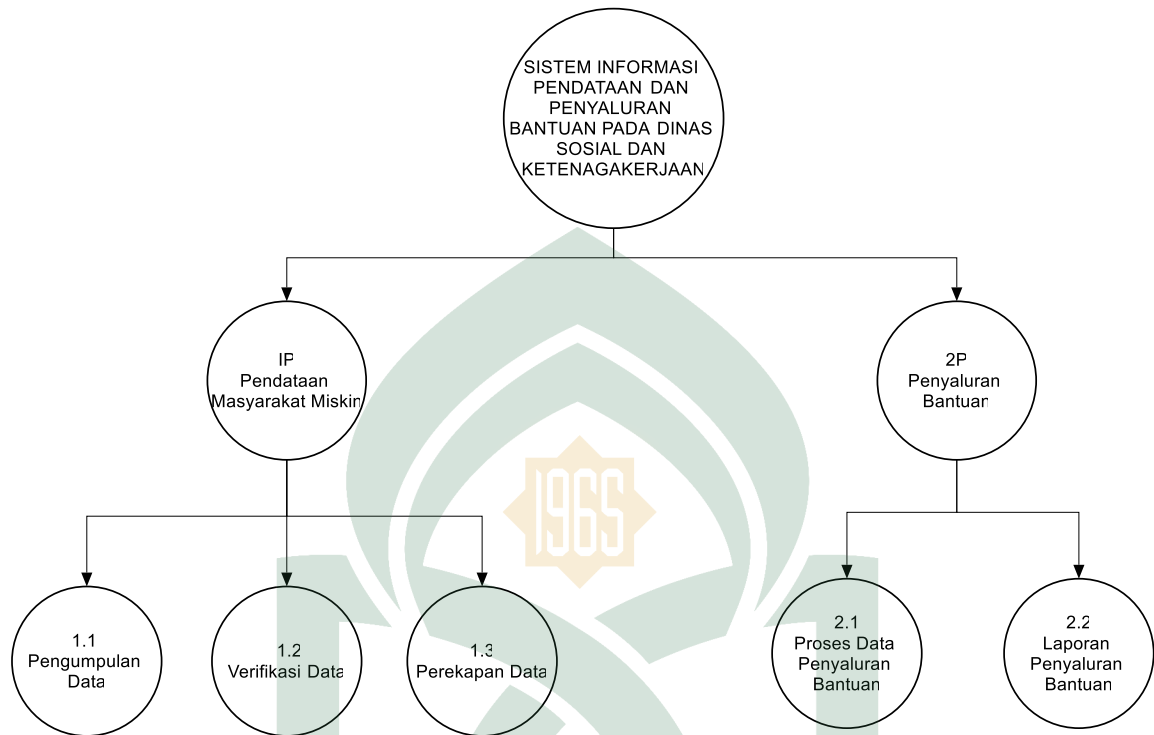 SISTEM INFORMASI
PENDATAAN DAN
PENYALURAN
BANTUAN PADA DINAS
SOSIAL DAN
KETENAGAKERJAAN
IP
Pendataan
Masyarakat Miskin
2P
Penyaluran
Bantuan
1965
1.1
Pengumpulan
Data
1.2
Verifikasi Data
1.3
Perekapan Data
2.1
Proses Data
Penyaluran
Bantuan
2.2
Laporan
Penyaluran
Bantuan